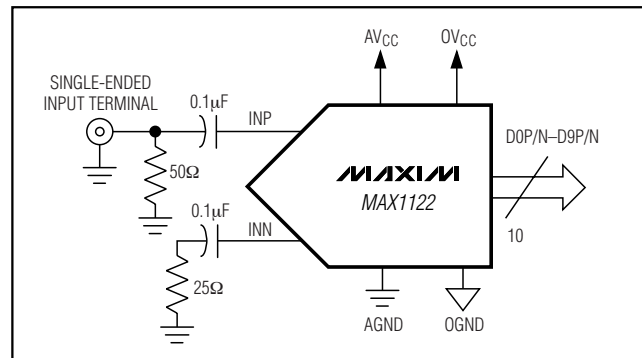 AVCC
OVCC
SINGLE-ENDED
INPUT TERMINAL
0.1μF
INP
D0P/N–D9P/N
50Ω
MAXIM
MAX1122
0.1μF
INN
10
25Ω
AGND
OGND